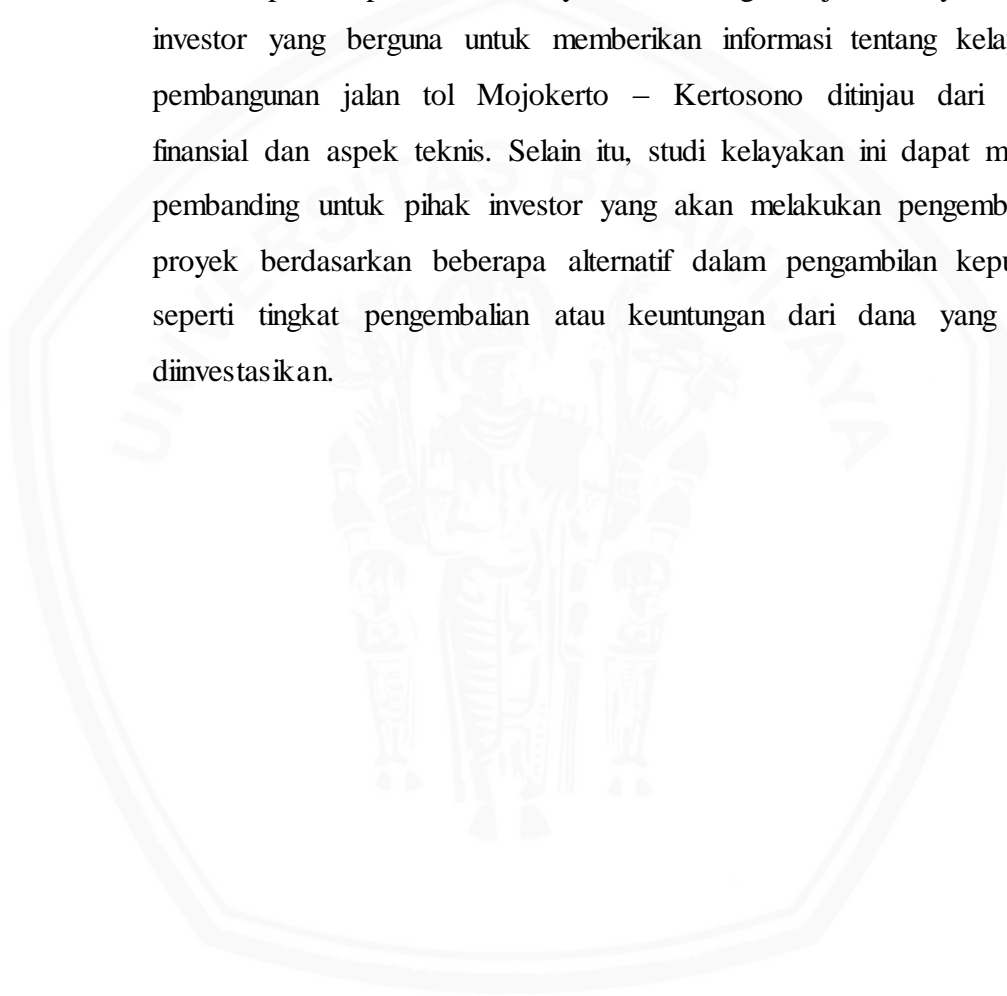 investor yang berguna untuk memberikan informasi tentang kela
pembangunan jalan tol Mojokerto – Kertosono ditinjau dari
finansial dan aspek teknis. Selain itu, studi kelayakan ini dapat m
pembanding untuk pihak investor yang akan melakukan pengemb
proyek berdasarkan beberapa alternatif dalam pengambilan kepu
seperti tingkat pengembalian atau keuntungan dari dana yang
diinvestasikan.
UNIVERSITAS BRAWIJAYA